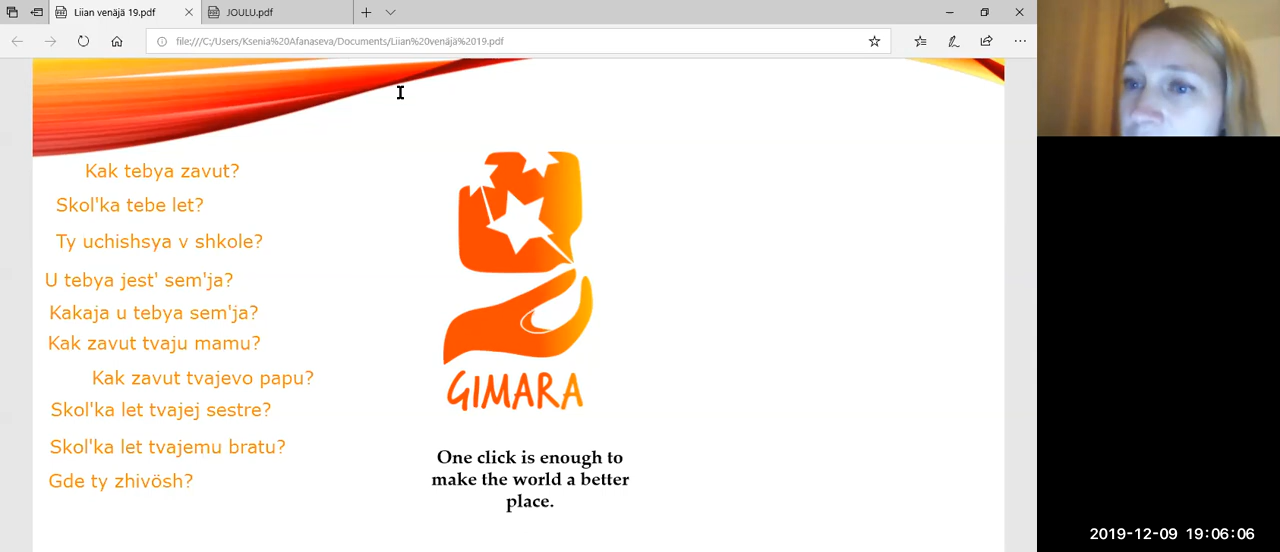 Liian venäjä 19.pdf
JOULU.pdf
file:///C:/Users/Ksenia%20Afanaseva/Documents/Liian%20venäjä%2019.pdf
Kak tebya zavut?
Skol'ka tebe let?
Ty uchishsya v shkole?
U tebya jest' sem'ja?
Kakaja u tebya sem'ja?
Kak zavut tvaju mamu?
Kak zavut tvajevo papu?
Skol'ka let tvajej sestre?
Skol'ka let tvajemu bratu?
Gde ty zhivösh?
GIMARA
One click is enough to
make the world a better
place.
2019-12-09 19:06:06